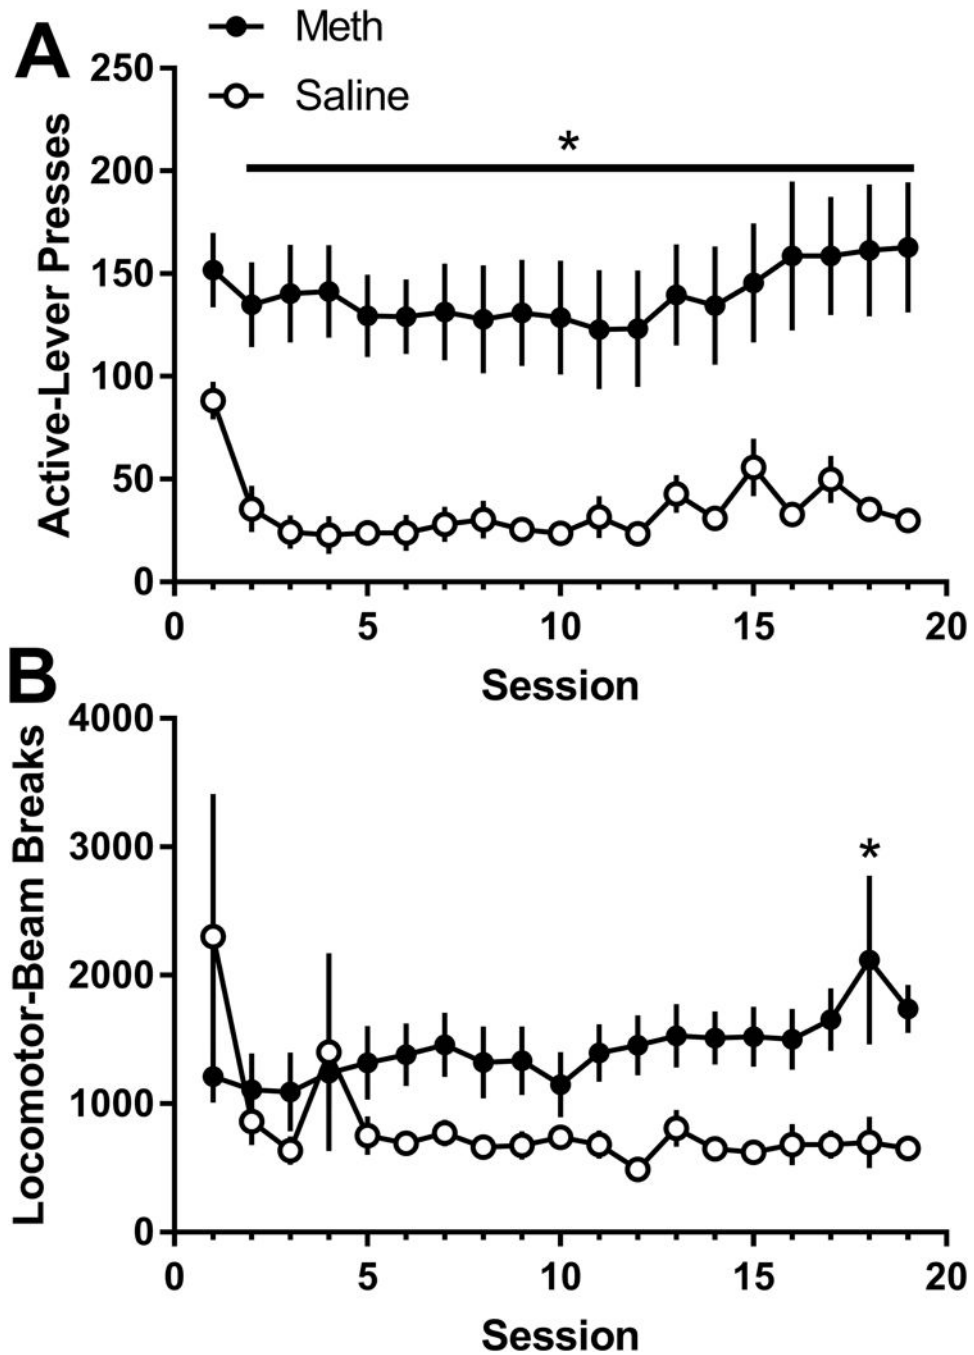 A
Meth
Saline
Active-Lever Presses
250
200
150
100
50
0
*
0 5 10 15 20
Session
B
Locomotor-Beam Breaks
4000
3000
2000
1000
0
*
0 5 10 15 20
Session